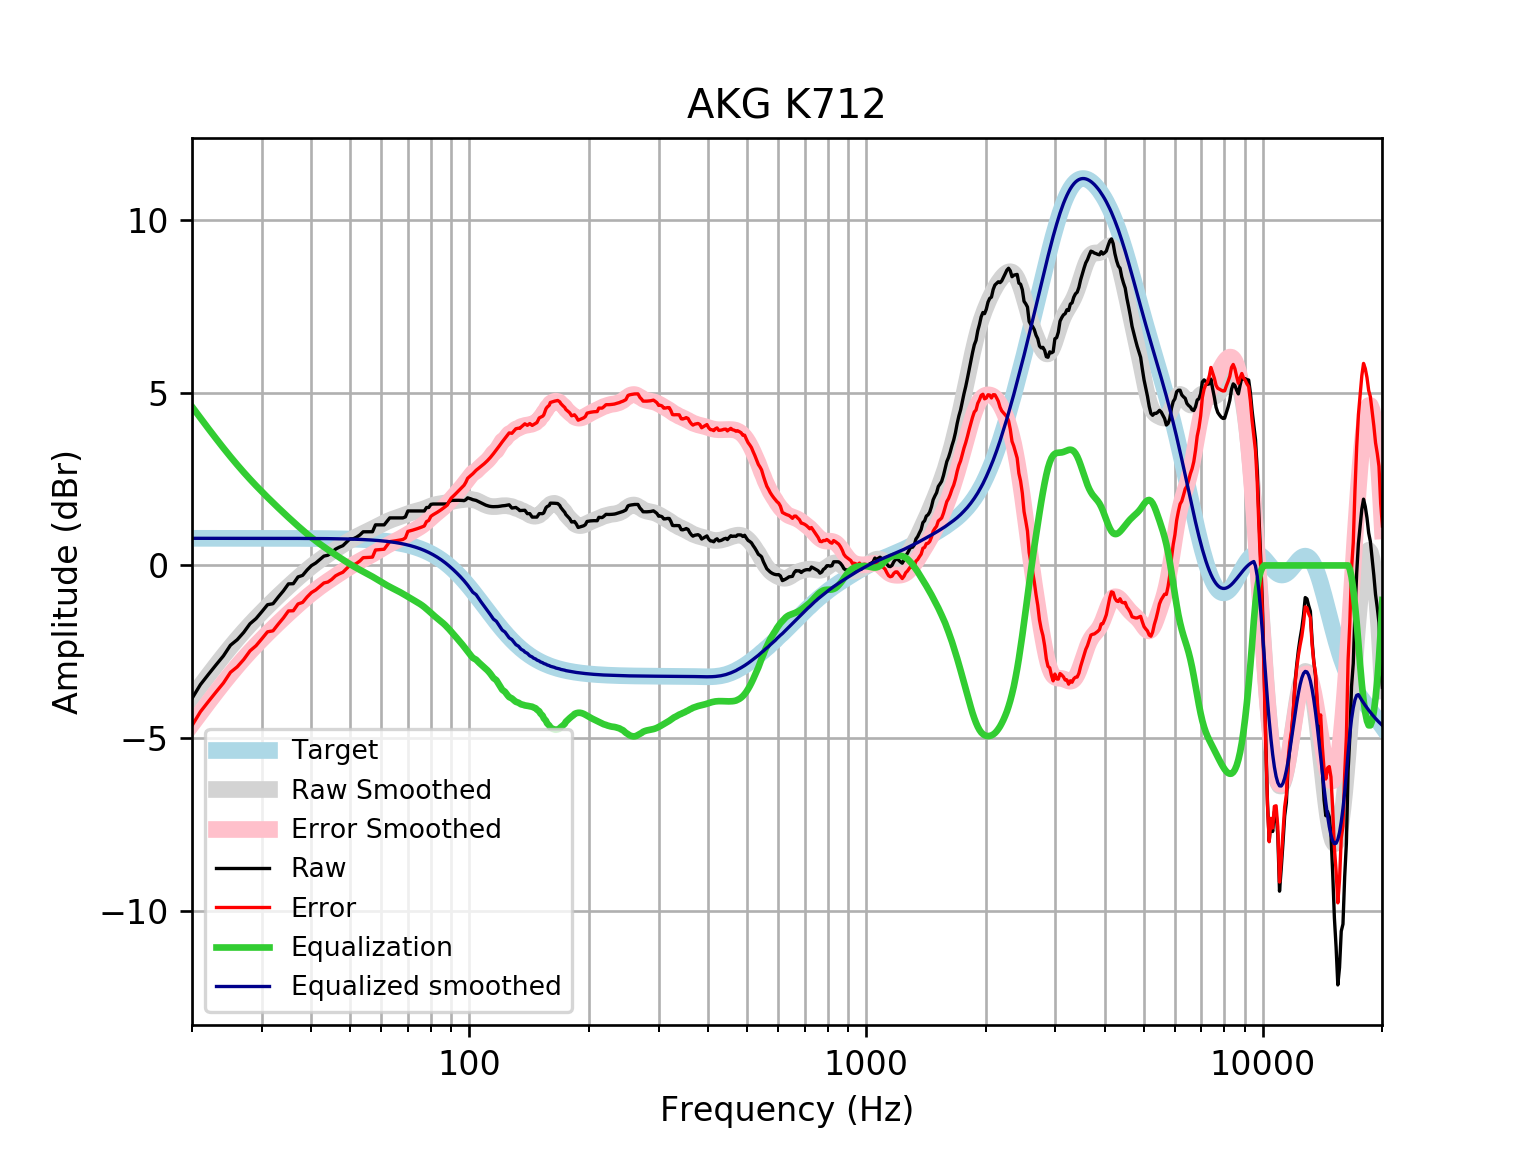 AKG K712
10
5
0
−5
−10
Amplitude (dBr)
Target
Raw Smoothed
Error Smoothed
Raw
Error
Equalization
Equalized smoothed
100
1000
10000
Frequency (Hz)